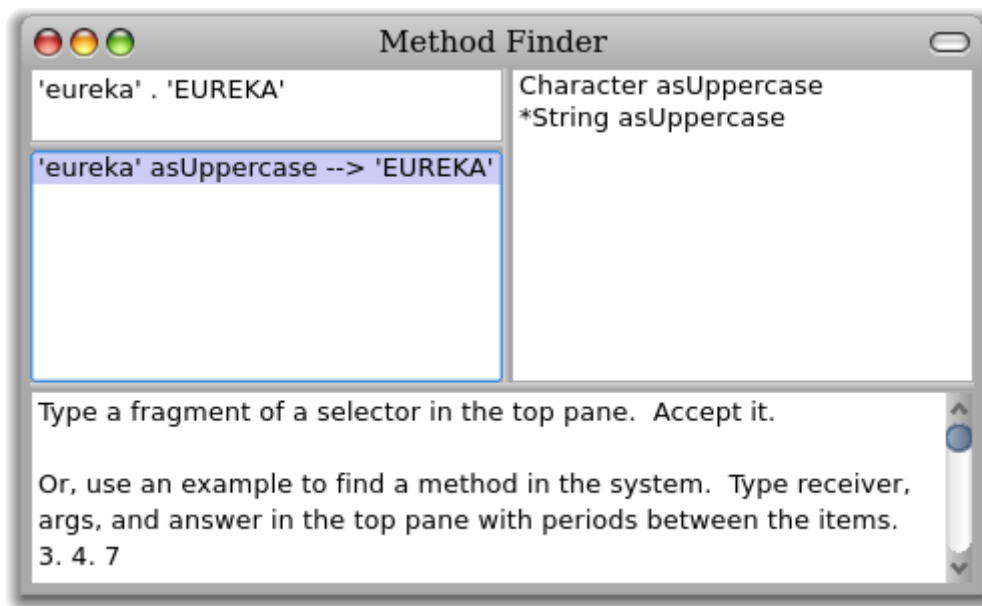 Method Finder
'eureka' . 'EUREKA'
'eureka' asUppercase --> 'EUREKA'
Character asUppercase
*String asUppercase
Type a fragment of a selector in the top pane.  Accept it.
Or, use an example to find a method in the system.  Type receiver,
args, and answer in the top pane with periods between the items.
3. 4. 7